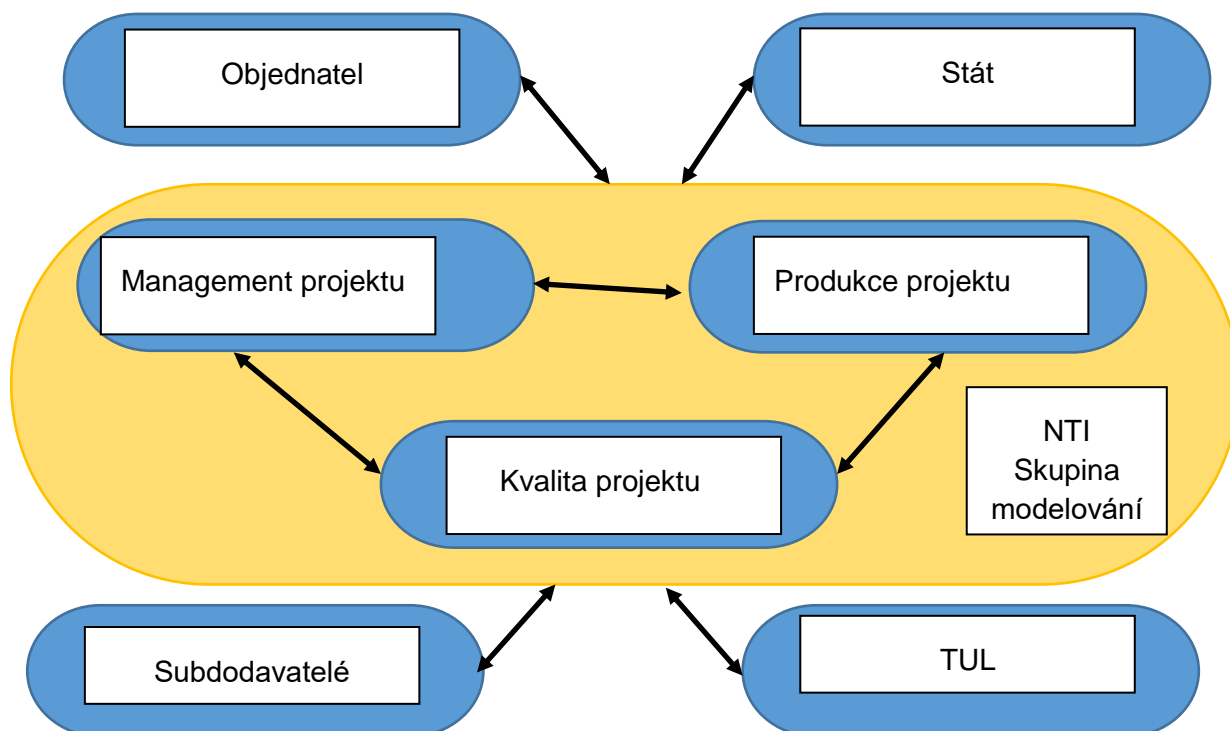 Objednatel
Stát
Management projektu
Produkce projektu
Kvalita projektu
NTI
Skupina
modelování
Subdodavatelé
TUL